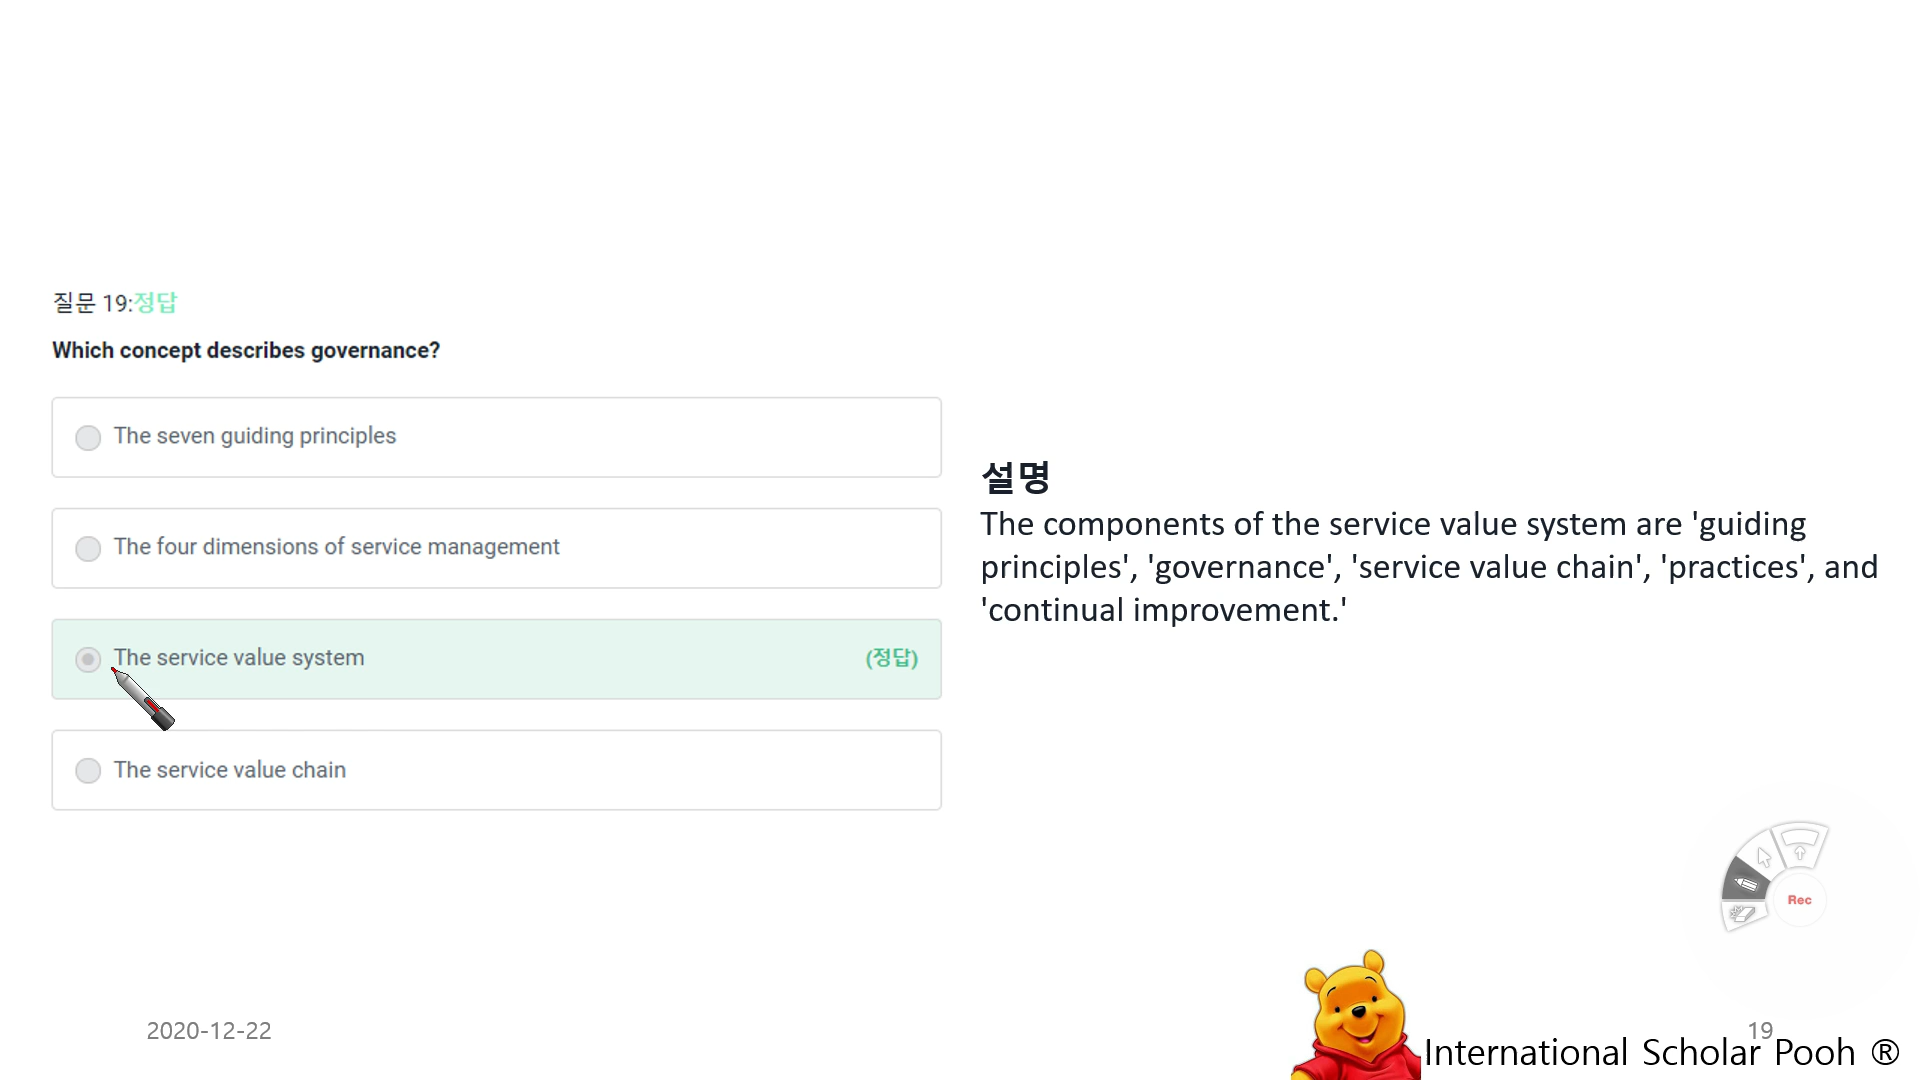 질문 19:정답
Which concept describes governance?
The seven guiding principles
The four dimensions of service management
The service value system
(정답)
The service value chain
설명
The components of the service value system are 'guiding
principles', 'governance', 'service value chain', 'practices', and
'continual improvement.'
Rec
2020-12-22
19
International Scholar Pooh ®